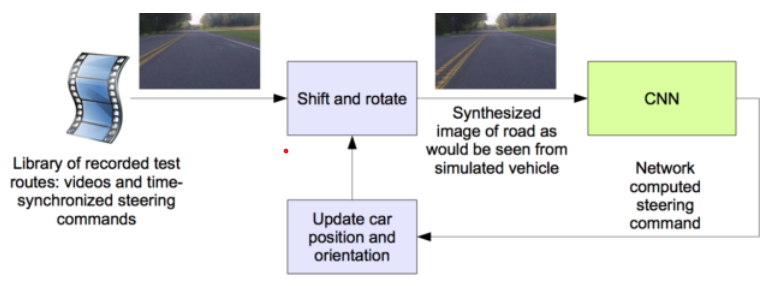 Library of recorded test
routes: videos and time-
synchronized steering
commands
Shift and rotate
Synthesized
image of road as
would be seen from
simulated vehicle
CNN
Network
computed
steering
command
Update car
position and
orientation